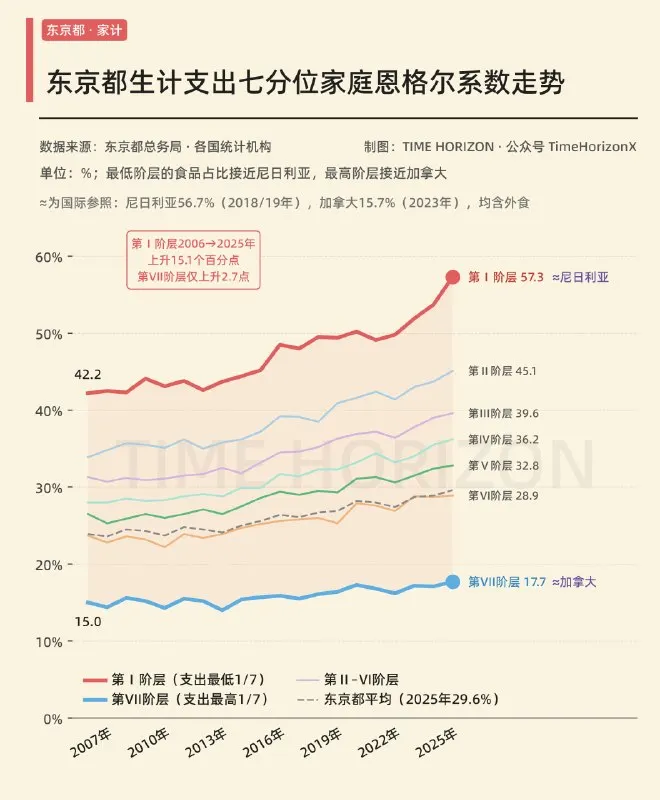 东京都·家计
东京都生计支出七分位家庭恩格尔系数走势
数据来源：东京都总务局·各国统计机构
制图：TIME HORIZON·公众号 TimeHorizonX
单位：%；最低阶层的食品占比接近尼日利亚，最高阶层接近加拿大
≈为国际参照：尼日利亚56.7%（2018/19年），加拿大15.7%（2023年），均含外食
第Ⅰ阶层2006→2025年
上升15.1个百分点
第VII阶层仅上升2.7点
60%
50%
40%
30%
20%
10%
0%
42.2
15.0
第Ⅰ阶层 57.3 ≈尼日利亚
第Ⅱ阶层 45.1
第III阶层 39.6
第IV阶层 36.2
第Ⅴ阶层 32.8
第VI阶层 28.9
第VII阶层 17.7 ≈加拿大
TIME HORIZON
第Ⅰ阶层（支出最低1/7）
第Ⅱ-VI阶层
第VII阶层（支出最高1/7）
东京都平均（2025年29.6%）
2007年
2010年
2013年
2016年
2019年
2022年
2025年